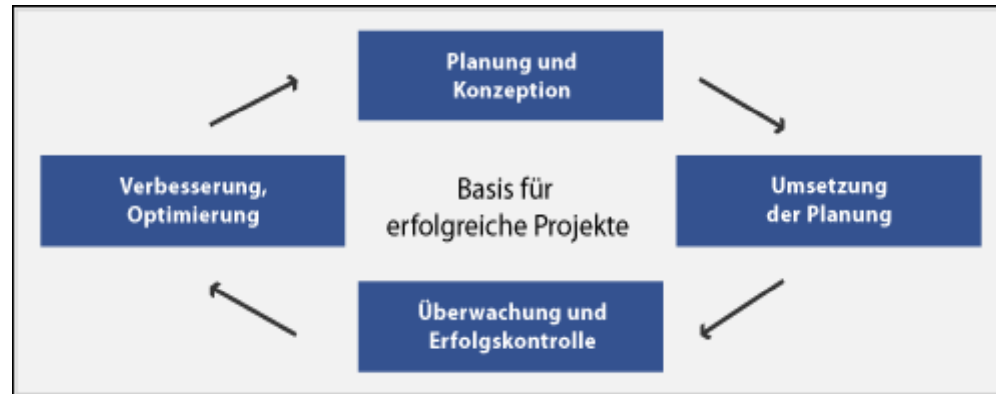 Planung und
Konzeption
Verbesserung,
Optimierung
Basis für
erfolgreiche Projekte
Umsetzung
der Planung
Überwachung und
Erfolgskontrolle